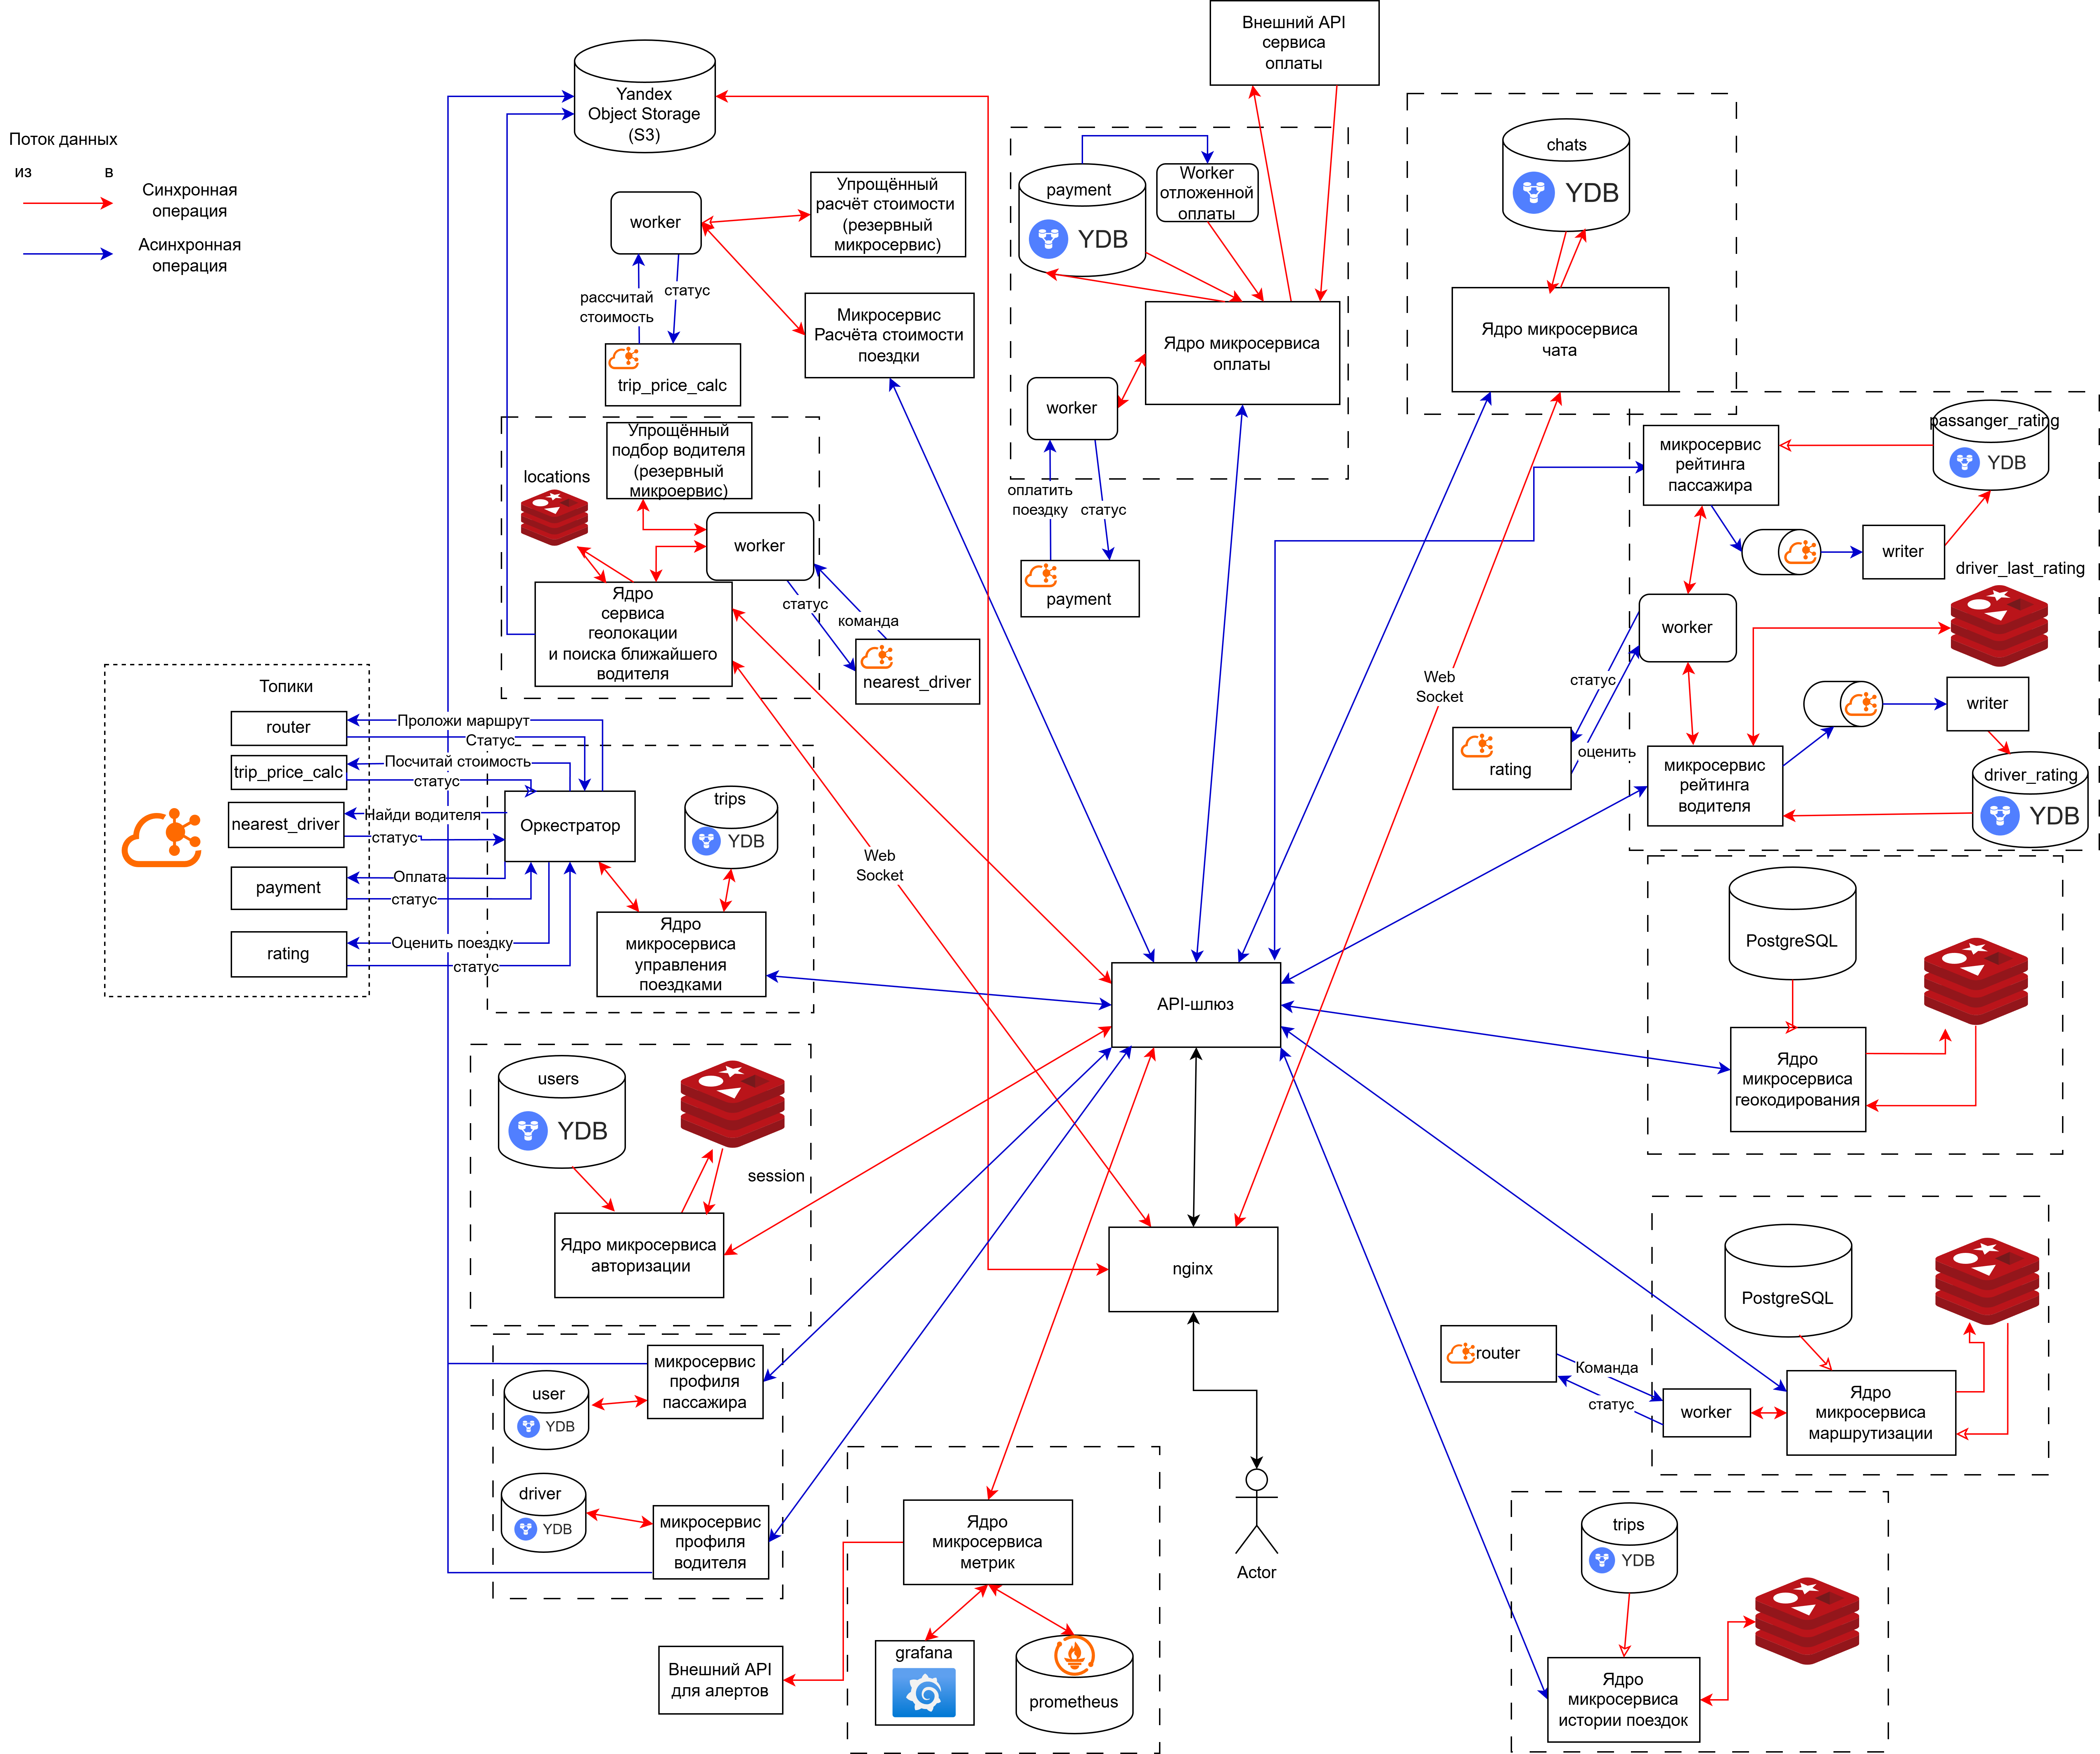 Поток данных
из
в
Синхронная
операция
Асинхронная
операция
Yandex
Object Storage
(S3)
worker
Упрощённый
расчёт стоимости
(резервный
микросервис)
рассчитай
стоимость
статус
trip_price_calc
Микросервис
Расчёта стоимости
поездки
Внешний API
сервиса
оплаты
payment
YDB
Worker
отложенной
оплаты
Ядро микросервиса
оплаты
worker
оплатить
поездку
статус
payment
chats
YDB
Ядро микросервиса
чата
микросервис
рейтинга
пассажира
passanger_rating
YDB
writer
driver_last_rating
worker
статус
оценить
rating
writer
микросервис
рейтинга
водителя
driver_rating
YDB
Упрощённый
подбор водителя
(резервный
микроервис)
locations
worker
Ядро
сервиса
геолокации
и поиска ближайшего
водителя
статус
команда
nearest_driver
Web
Socket
Web
Socket
Топики
router
trip_price_calc
nearest_driver
payment
rating
Проложи маршрут
Статус
Посчитай стоимость
статус
Найди водителя
статус
Оплата
статус
Оценить поездку
статус
Оркестратор
trips
YDB
Ядро
микросервиса
управления
поездками
API-шлюз
PostgreSQL
Ядро
микросервиса
геокодирования
users
YDB
session
Ядро микросервиса
авторизации
nginx
PostgreSQL
router
Команда
статус
worker
Ядро
микросервиса
маршрутизации
user
YDB
микросервис
профиля
пассажира
driver
YDB
микросервис
профиля
водителя
Ядро
микросервиса
метрик
Actor
Внешний API
для алертов
grafana
prometheus
trips
YDB
Ядро
микросервиса
истории поездок